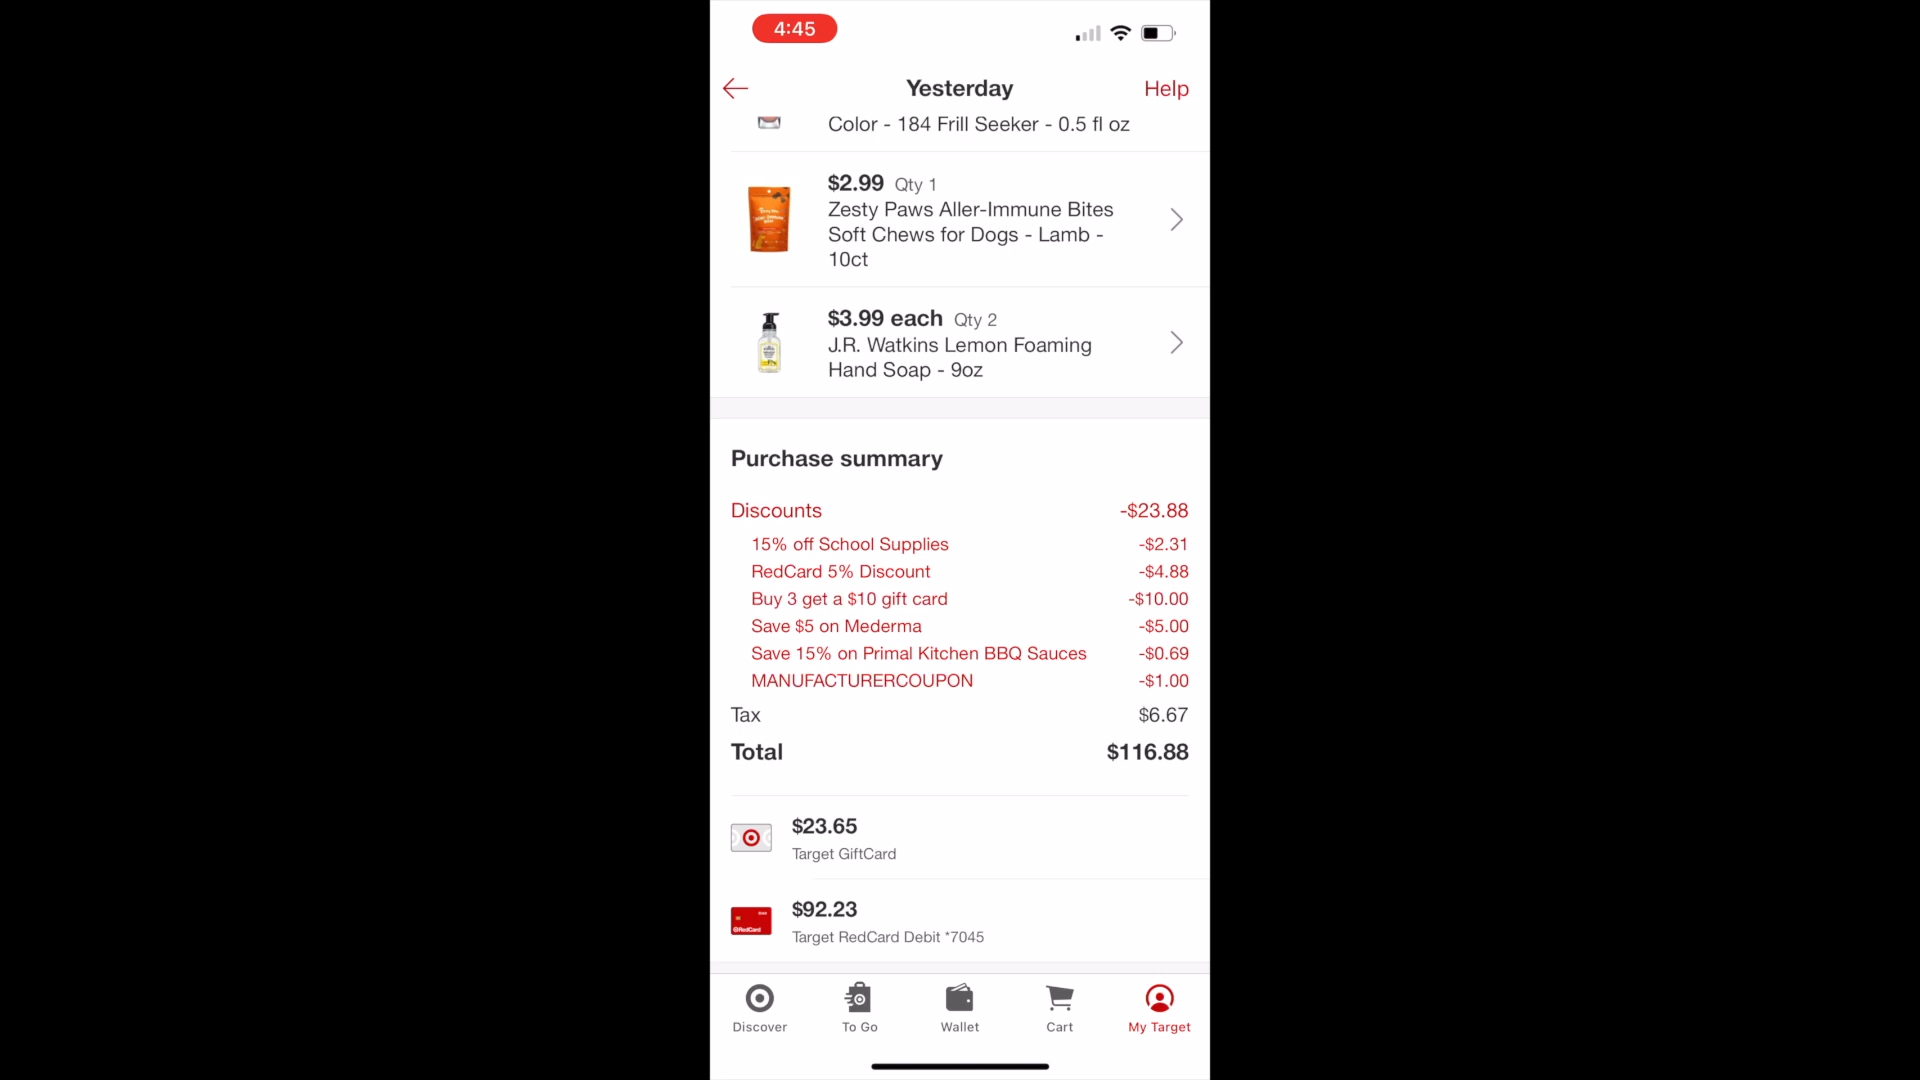 4:45
Yesterday
Help
Color - 184 Frill Seeker - 0.5 fl oz
$2.99 Qty 1
Zesty Paws Aller-Immune Bites
Soft Chews for Dogs - Lamb -
10ct
$3.99 each Qty 2
J.R. Watkins Lemon Foaming
Hand Soap - 9oz
Purchase summary
Discounts -$23.88
15% off School Supplies -$2.31
RedCard 5% Discount -$4.88
Buy 3 get a $10 gift card -$10.00
Save $5 on Mederma -$5.00
Save 15% on Primal Kitchen BBQ Sauces -$0.69
MANUFACTURERCOUPON -$1.00
Tax $6.67
Total $116.88
$23.65
Target GiftCard
$92.23
RedCard
Target RedCard Debit *7045
Discover
To Go
Wallet
Cart
My Target